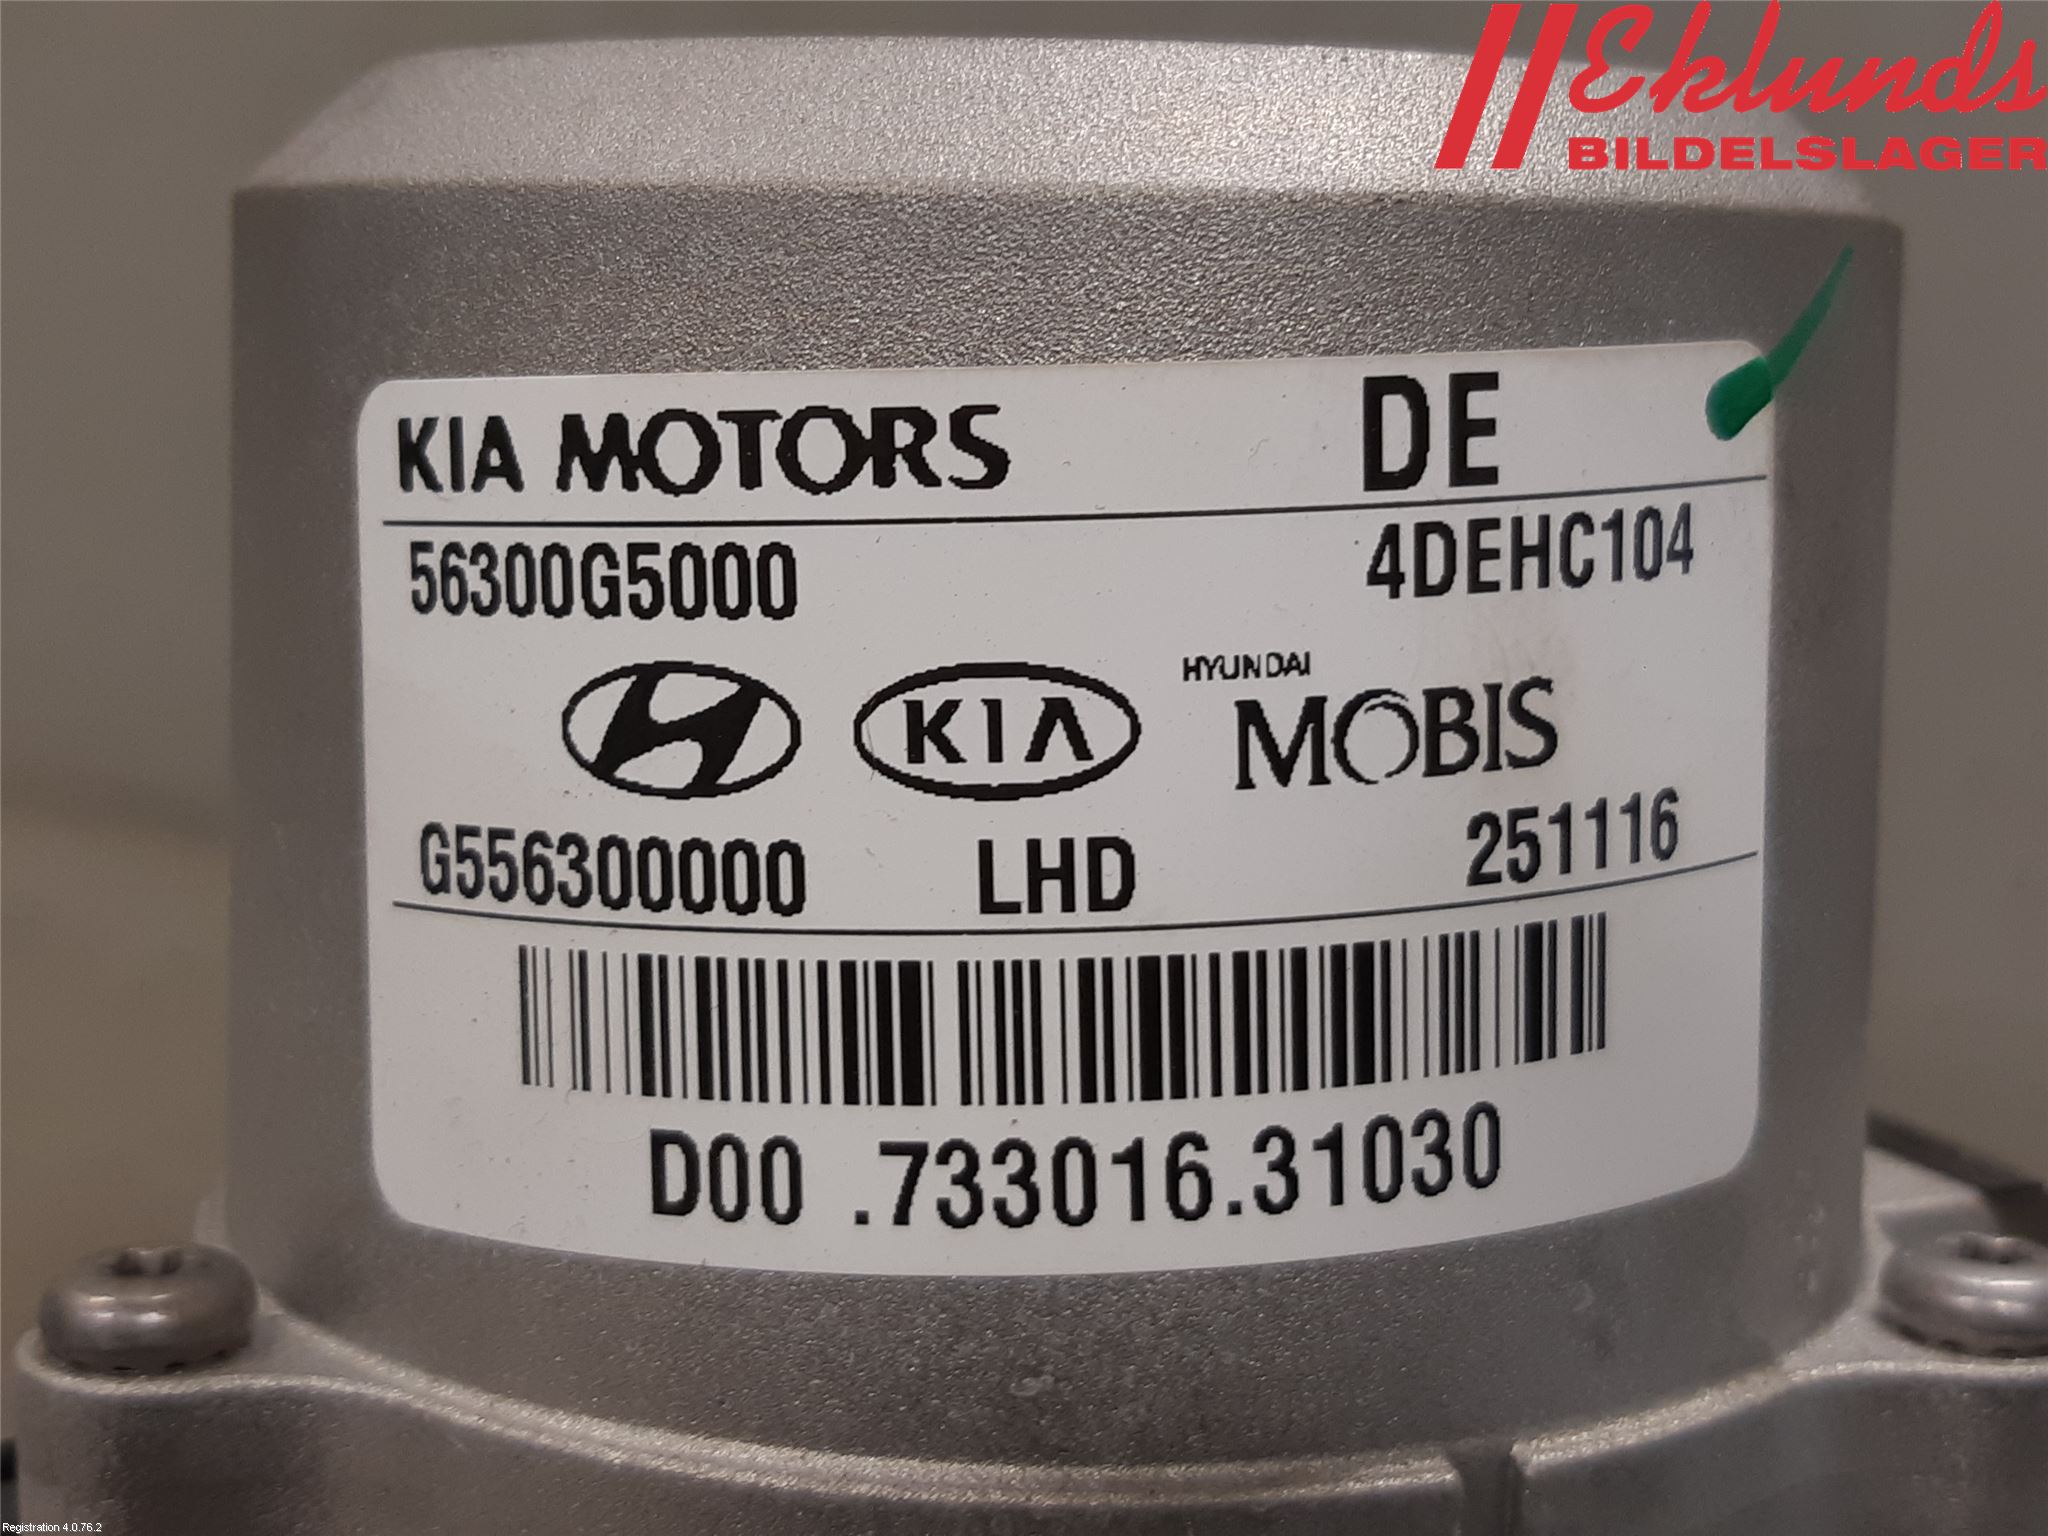 Eklunds
BILDELSLAGER
KIA MOTORS DE
56300G5000 4DEHC104
KIA HYUNDAI
MOBIS
G556300000 LHD 251116
D00 .733016.31030
Registration 4.0.76.2